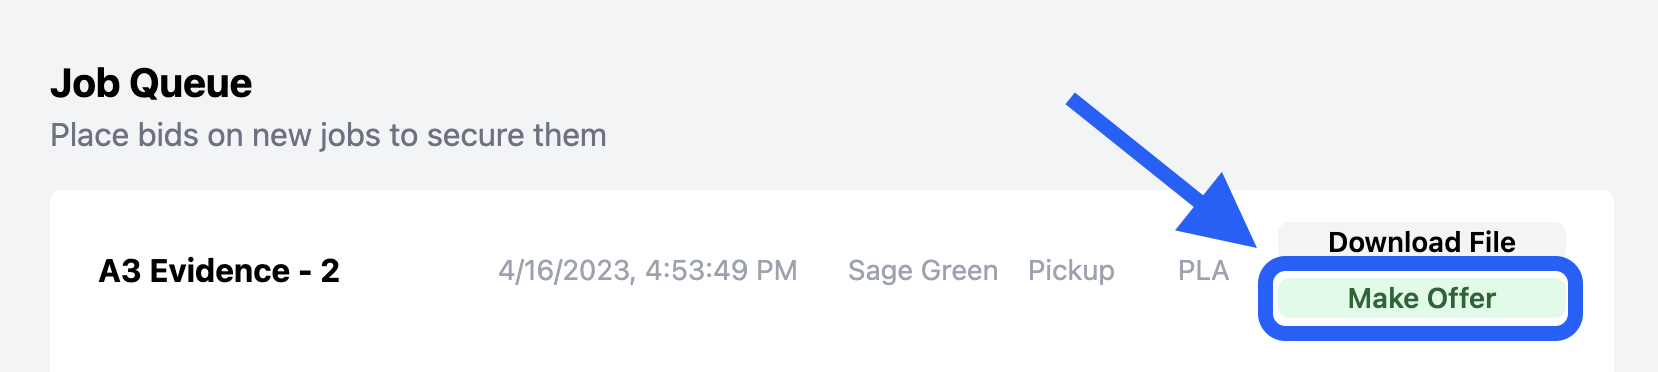 Job Queue
Place bids on new jobs to secure them
Download File
A3 Evidence - 2 4/16/2023, 4:53:49 PM Sage Green Pickup PLA
Make Offer